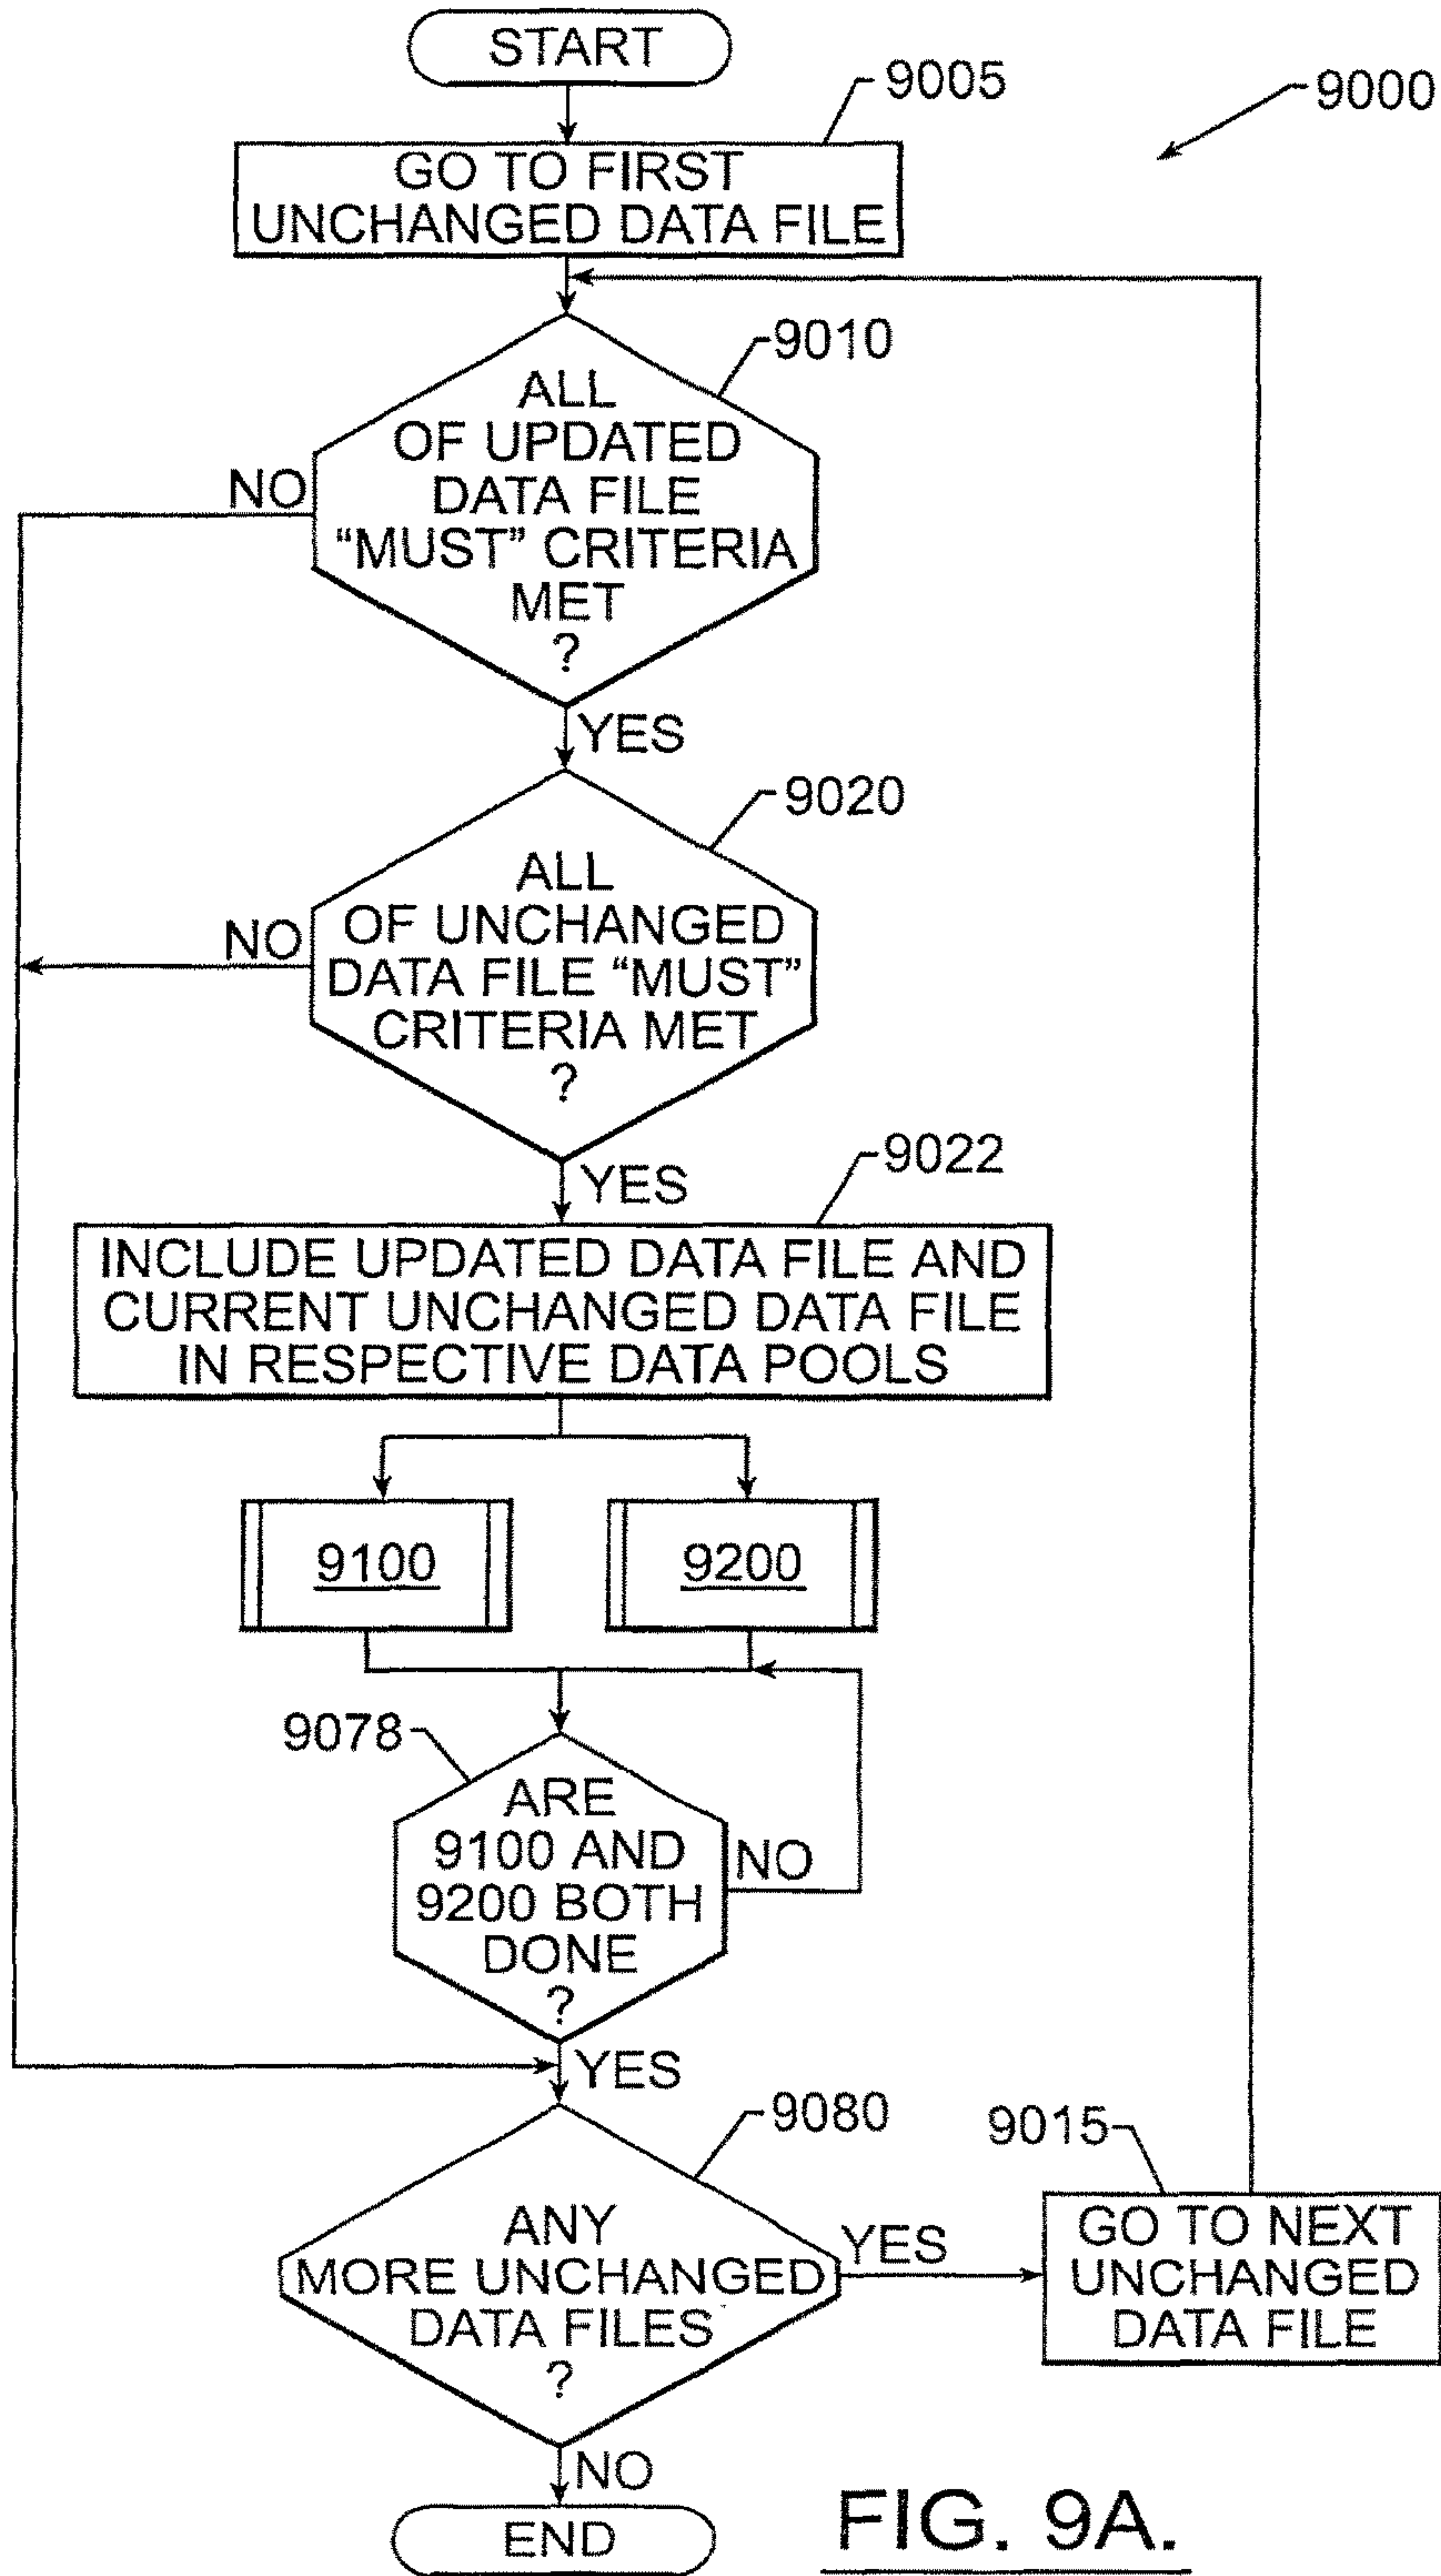 START
9005
9000
GO TO FIRST
UNCHANGED DATA FILE
9010
ALL
OF UPDATED
DATA FILE
“MUST” CRITERIA
MET
?
NO
YES
9020
ALL
OF UNCHANGED
DATA FILE “MUST”
CRITERIA MET
?
NO
YES
9022
INCLUDE UPDATED DATA FILE AND
CURRENT UNCHANGED DATA FILE
IN RESPECTIVE DATA POOLS
9100
9200
9078
ARE
9100 AND
9200 BOTH
DONE
?
NO
YES
9080
ANY
MORE UNCHANGED
DATA FILES
?
YES
9015
GO TO NEXT
UNCHANGED
DATA FILE
NO
END
FIG. 9A.